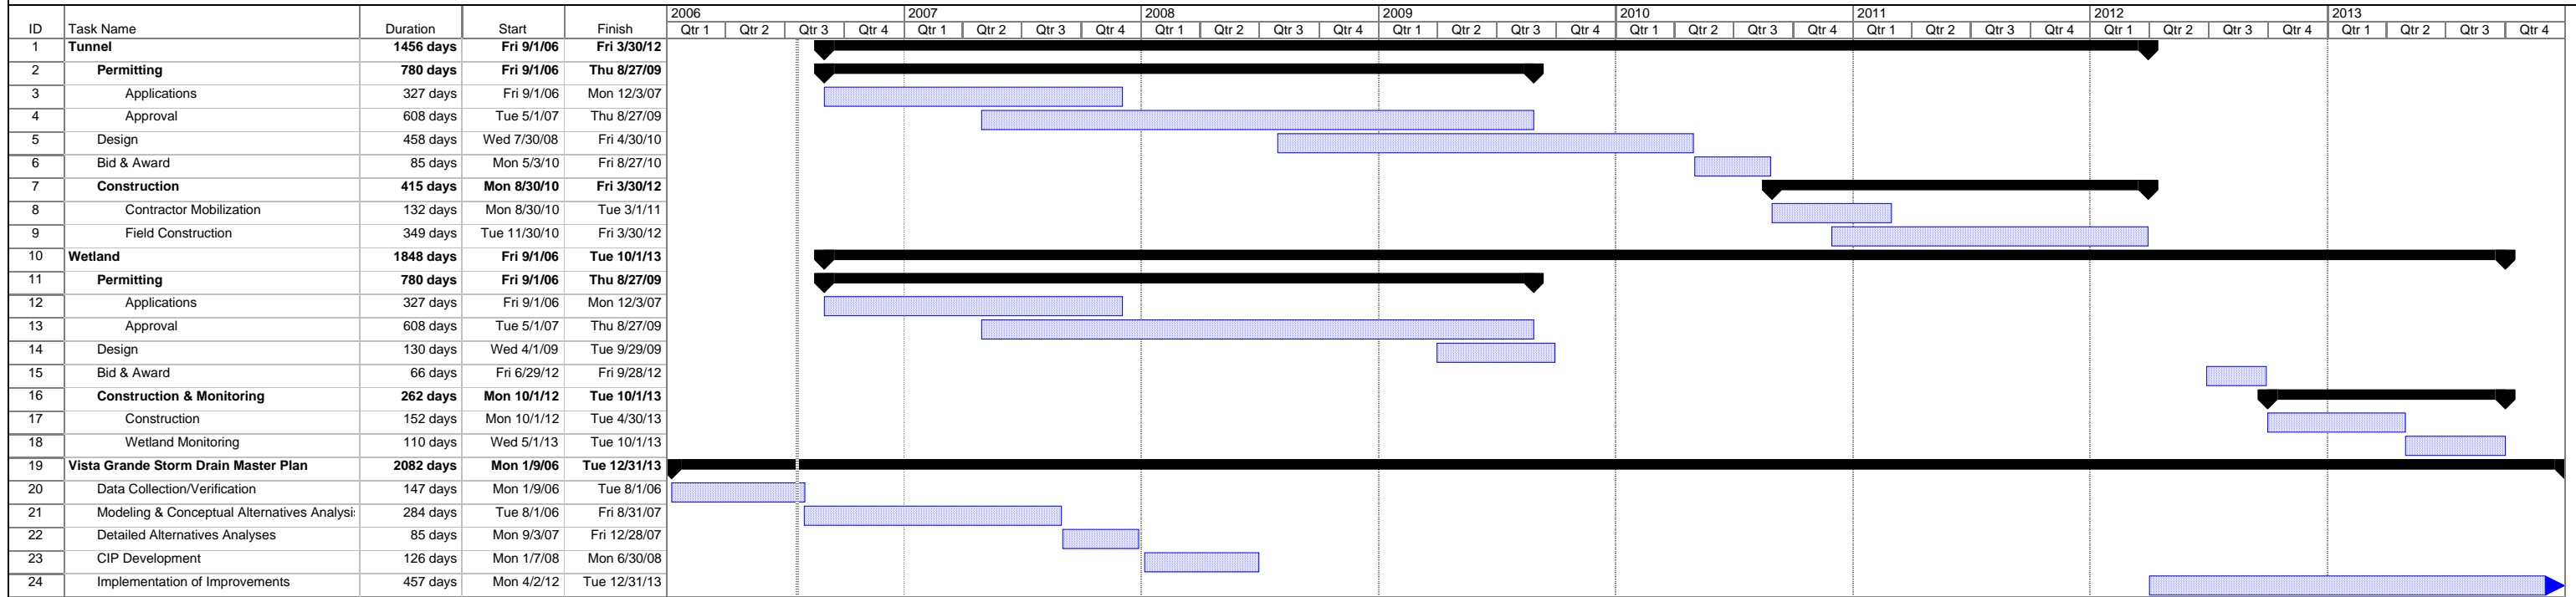 2006 2007 2008 2009 2010 2011 2012 2013
ID Task Name Duration Start Finish Qtr 1 Qtr 2 Qtr 3 Qtr 4 Qtr 1 Qtr 2 Qtr 3 Qtr 4 Qtr 1 Qtr 2 Qtr 3 Qtr 4 Qtr 1 Qtr 2 Qtr 3 Qtr 4 Qtr 1 Qtr 2 Qtr 3 Qtr 4 Qtr 1 Qtr 2 Qtr 3 Qtr 4 Qtr 1 Qtr 2 Qtr 3 Qtr 4 Qtr 1 Qtr 2 Qtr 3 Qtr 4
1 Tunnel 1456 days Fri 9/1/06 Fri 3/30/12
2 Permitting 780 days Fri 9/1/06 Thu 8/27/09
3 Applications 327 days Fri 9/1/06 Mon 12/3/07
4 Approval 608 days Tue 5/1/07 Thu 8/27/09
5 Design 458 days Wed 7/30/08 Fri 4/30/10
6 Bid & Award 85 days Mon 5/3/10 Fri 8/27/10
7 Construction 415 days Mon 8/30/10 Fri 3/30/12
8 Contractor Mobilization 132 days Mon 8/30/10 Tue 3/1/11
9 Field Construction 349 days Tue 11/30/10 Fri 3/30/12
10 Wetland 1848 days Fri 9/1/06 Tue 10/1/13
11 Permitting 780 days Fri 9/1/06 Thu 8/27/09
12 Applications 327 days Fri 9/1/06 Mon 12/3/07
13 Approval 608 days Tue 5/1/07 Thu 8/27/09
14 Design 130 days Wed 4/1/09 Tue 9/29/09
15 Bid & Award 66 days Fri 6/29/12 Fri 9/28/12
16 Construction & Monitoring 262 days Mon 10/1/12 Tue 10/1/13
17 Construction 152 days Mon 10/1/12 Tue 4/30/13
18 Wetland Monitoring 110 days Wed 5/1/13 Tue 10/1/13
19 Vista Grande Storm Drain Master Plan 2082 days Mon 1/9/06 Tue 12/31/13
20 Data Collection/Verification 147 days Mon 1/9/06 Tue 8/1/06
21 Modeling & Conceptual Alternatives Analysi 284 days Tue 8/1/06 Fri 8/31/07
22 Detailed Alternatives Analyses 85 days Mon 9/3/07 Fri 12/28/07
23 CIP Development 126 days Mon 1/7/08 Mon 6/30/08
24 Implementation of Improvements 457 days Mon 4/2/12 Tue 12/31/13